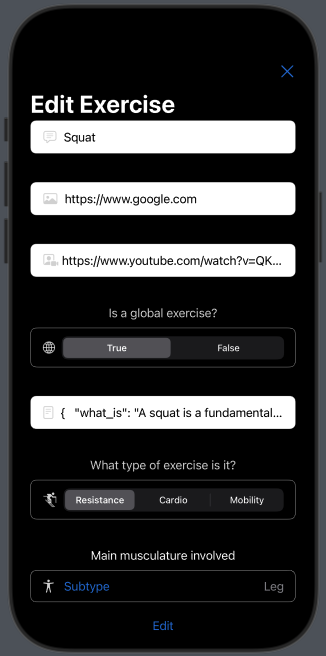 Edit Exercise
Squat
https://www.google.com
https://www.youtube.com/watch?v=QK...
Is a global exercise?
True False
{ "what_is": "A squat is a fundamental...
What type of exercise is it?
Resistance Cardio Mobility
Main musculature involved
Subtype Leg
Edit